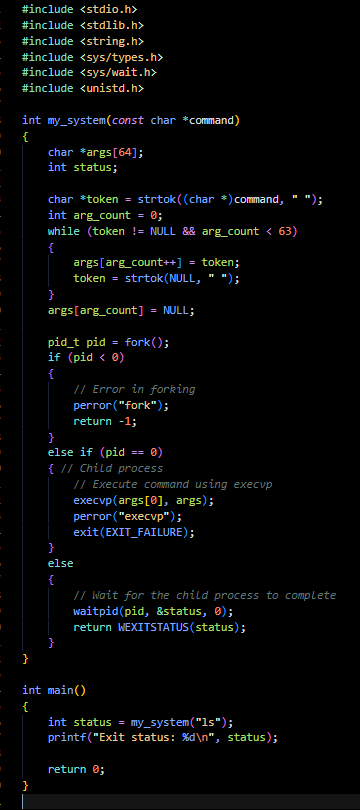 #include <stdio.h>
#include <stdlib.h>
#include <string.h>
#include <sys/types.h>
#include <sys/wait.h>
#include <unistd.h>
int my_system(const char *command)
{
char *args[64];
int status;
char *token = strtok((char *)command, " ");
int arg_count = 0;
while (token != NULL && arg_count < 63)
{
args[arg_count++] = token;
token = strtok(NULL, " ");
}
args[arg_count] = NULL;
pid_t pid = fork();
if (pid < 0)
{
// Error in forking
perror("fork");
return -1;
}
else if (pid == 0)
{ // Child process
// Execute command using execvp
execvp(args[0], args);
perror("execvp");
exit(EXIT_FAILURE);
}
else
{
// Wait for the child process to complete
waitpid(pid, &status, 0);
return WEXITSTATUS(status);
}
}
int main()
{
int status = my_system("ls");
printf("Exit status: %d\n", status);
return 0;
}